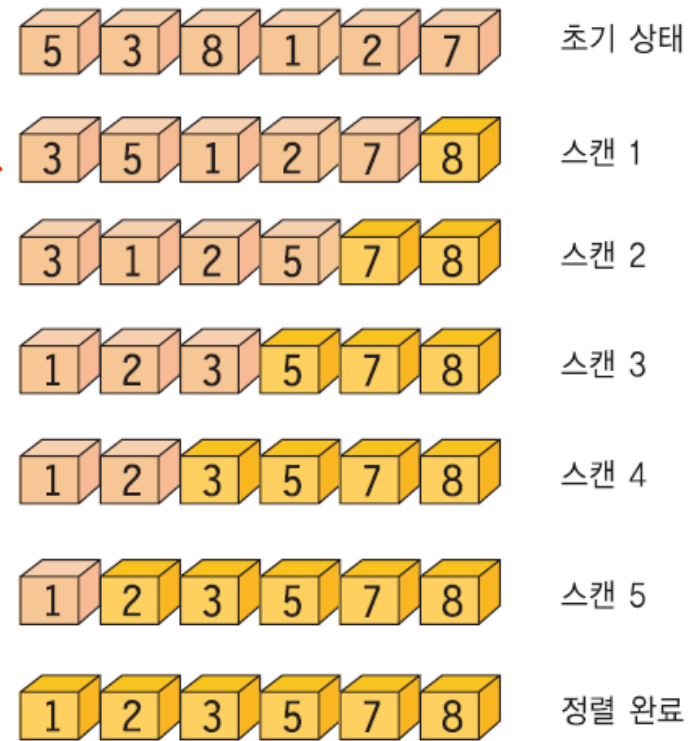 5 3 8 1 2 7 초기 상태
3 5 1 2 7 8 스캔 1
3 1 2 5 7 8 스캔 2
1 2 3 5 7 8 스캔 3
1 2 3 5 7 8 스캔 4
1 2 3 5 7 8 스캔 5
1 2 3 5 7 8 정렬 완료